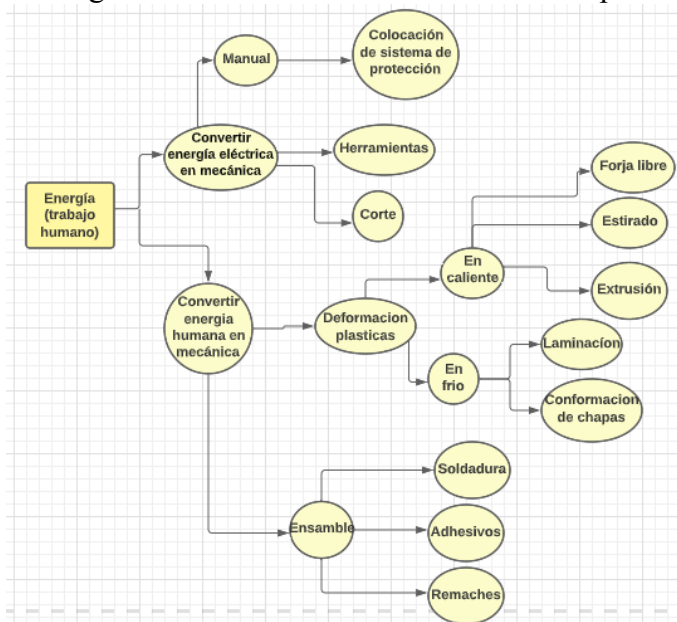 Colocación
de sistema de
protección
Manual
Convertir
energía eléctrica
en mecánica
Herramientas
Forja libre
Energía
(trabajo
humano)
Corte
Estirado
En
caliente
Convertir
energia
humana en
mecánica
Deformacion
plasticas
Extrusión
Laminacíon
En
frio
Conformacion
de chapas
Soldadura
Ensamble
Adhesivos
Remaches